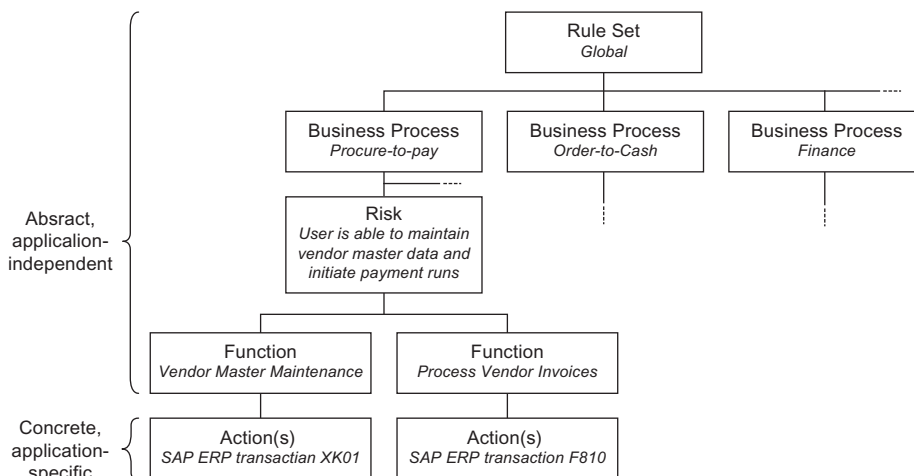 Rule Set
Global
Business Process
Procure-to-pay
Business Process
Order-to-Cash
Business Process
Finance
Risk
User is able to maintain
vendor master data and
initiate payment runs
Absract,
applicalion-
independent
Function
Vendor Master Maintenance
Function
Process Vendor Invoices
Concrete,
application-
specific
Action(s)
SAP ERP transactian XK01
Action(s)
SAP ERP transaction F810